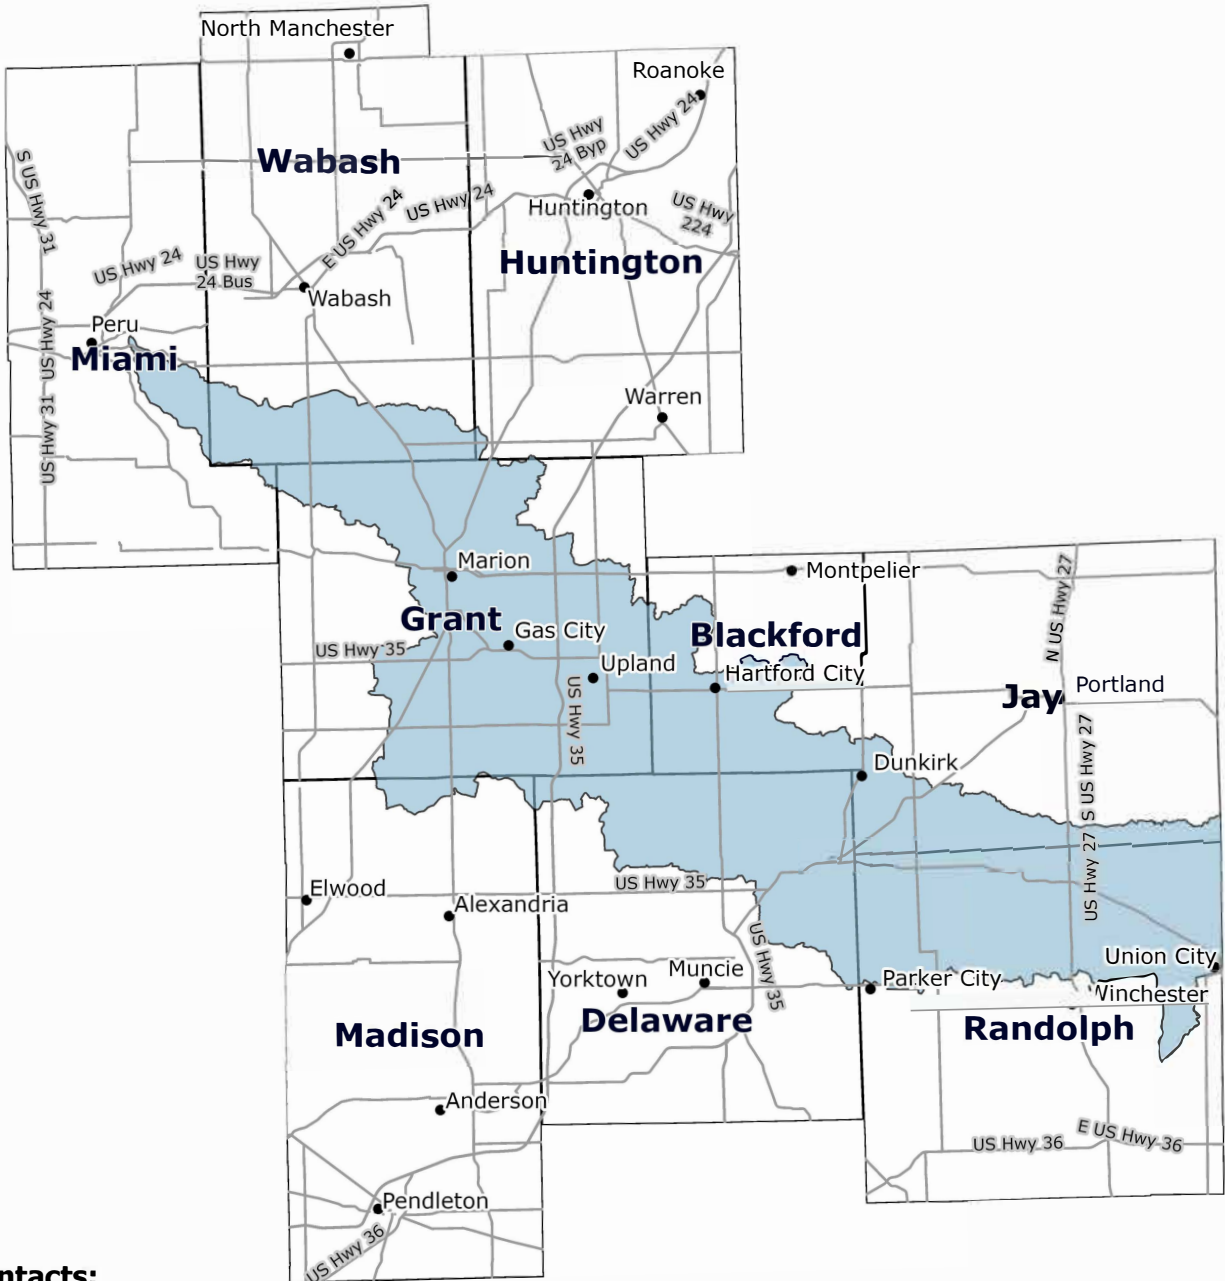 North Manchester
Roanoke
US Hwy
24 Byp
US Hwy 24
Wabash
S US Hwy 31
E US Hwy 24
US Hwy 24
Huntington
US Hwy
224
US Hwy 24
US Hwy
24 Bus
Huntington
Wabash
Peru
Miami
US Hwy 31 US Hwy 24
Warren
Marion
Montpelier
N US Hwy 27
Grant
Gas City
Blackford
US Hwy 35
Upland
Hartford City
Jay
Portland
US Hwy 35
S US Hwy 27
Dunkirk
US Hwy 27
Elwood
US Hwy 35
Alexandria
US Hwy 35
Union City
Yorktown
Muncie
Parker City
Winchester
Madison
Delaware
Randolph
Anderson
US Hwy 36
E US Hwy 36
Pendleton
US Hwy 36
ntacts: